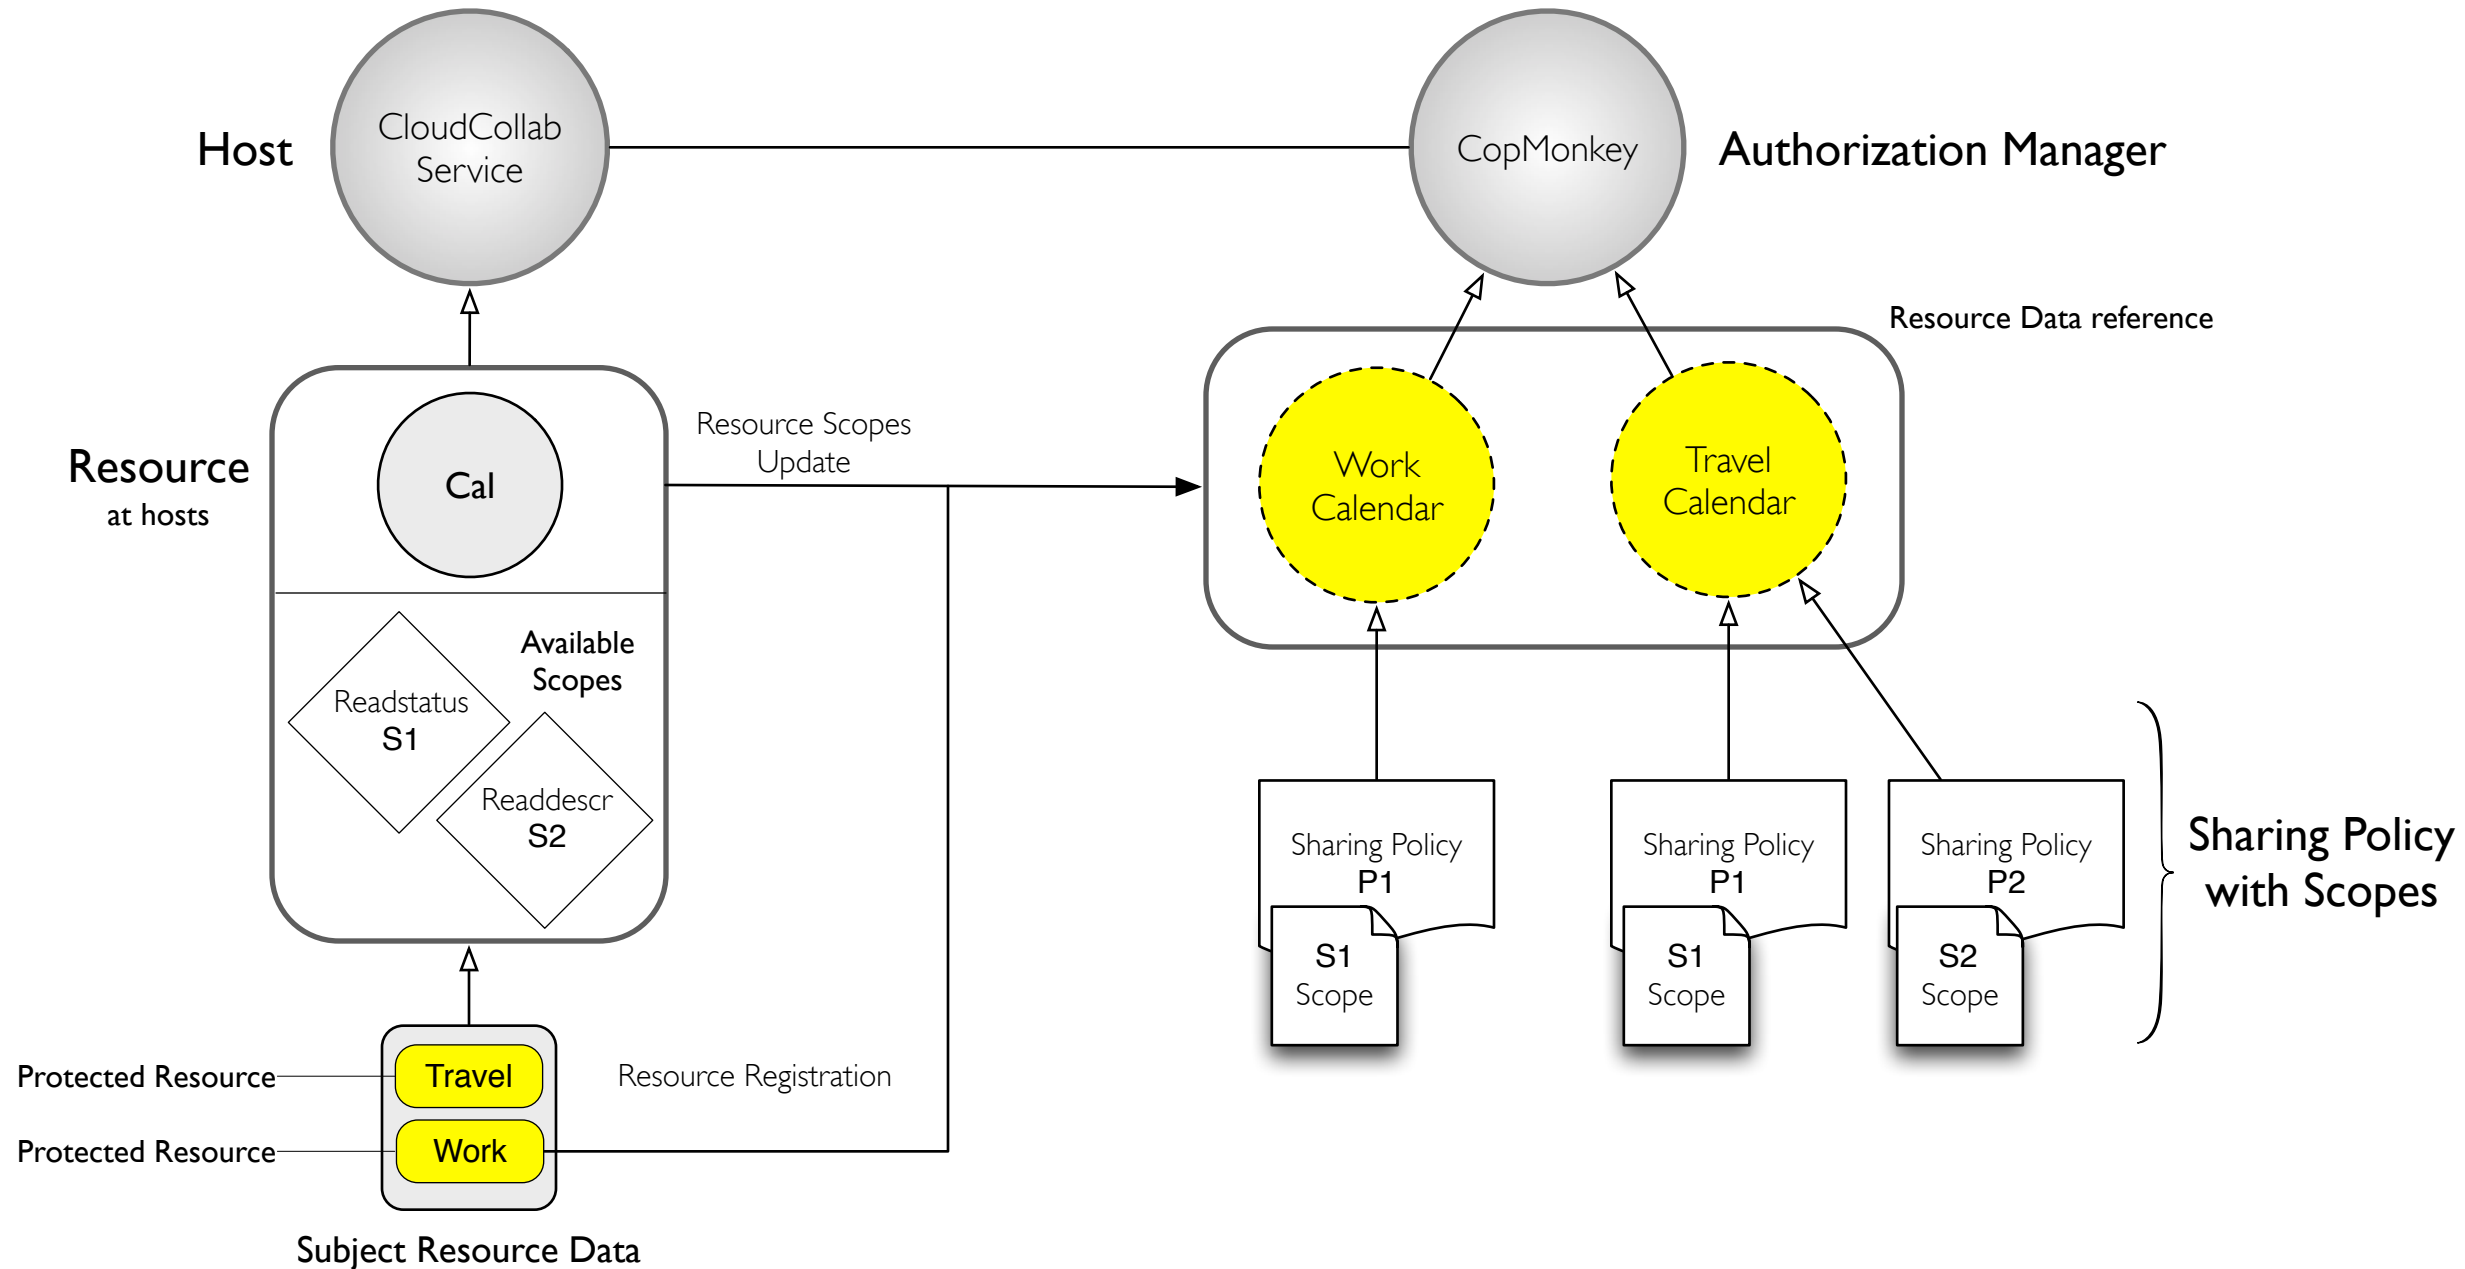 Host
CloudCollab
Service
CopMonkey
Authorization Manager
Resource Data reference
Resource
at hosts
Cal
Resource Scopes
Update
Work
Calendar
Travel
Calendar
Available
Scopes
Readstatus
S1
Readdescr
S2
Sharing Policy
P1
S1
Scope
Sharing Policy
P1
S1
Scope
Sharing Policy
P2
S2
Scope
Sharing Policy
with Scopes
Protected Resource
Travel
Resource Registration
Protected Resource
Work
Subject Resource Data